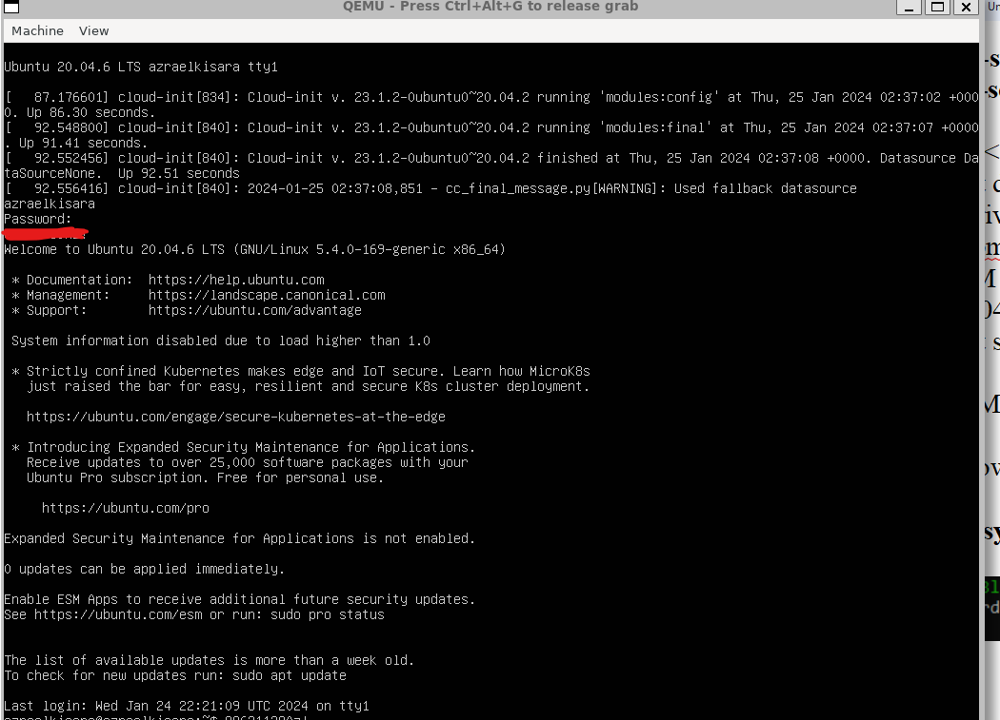 QEMU - Press Ctrl+Alt+G to release grab
Machine View
Ubuntu 20.04.6 LTS azraelkisara tty1
[   87.176601] cloud-init[834]: Cloud-init v. 23.1.2-0ubuntu0~20.04.2 running 'modules:config' at Thu, 25 Jan 2024 02:37:02 +000
0. Up 86.30 seconds.
[   92.548800] cloud-init[840]: Cloud-init v. 23.1.2-0ubuntu0~20.04.2 running 'modules:final' at Thu, 25 Jan 2024 02:37:07 +0000
. Up 91.41 seconds.
[   92.552456] cloud-init[840]: Cloud-init v. 23.1.2-0ubuntu0~20.04.2 finished at Thu, 25 Jan 2024 02:37:08 +0000. Datasource Da
taSourceNone.  Up 92.51 seconds
[   92.556416] cloud-init[840]: 2024-01-25 02:37:08,851 - cc_final_message.py[WARNING]: Used fallback datasource
azraelkisara
Password:
Welcome to Ubuntu 20.04.6 LTS (GNU/Linux 5.4.0-169-generic x86_64)
* Documentation:  https://help.ubuntu.com
* Management:     https://landscape.canonical.com
* Support:        https://ubuntu.com/advantage
System information disabled due to load higher than 1.0
* Strictly confined Kubernetes makes edge and IoT secure. Learn how MicroK8s
just raised the bar for easy, resilient and secure K8s cluster deployment.
https://ubuntu.com/engage/secure-kubernetes-at-the-edge
* Introducing Expanded Security Maintenance for Applications.
Receive updates to over 25,000 software packages with your
Ubuntu Pro subscription. Free for personal use.
https://ubuntu.com/pro
Expanded Security Maintenance for Applications is not enabled.
0 updates can be applied immediately.
Enable ESM Apps to receive additional future security updates.
See https://ubuntu.com/esm or run: sudo pro status
The list of available updates is more than a week old.
To check for new updates run: sudo apt update
Last login: Wed Jan 24 22:21:09 UTC 2024 on tty1
azraelkisara@azraelkisara:~$